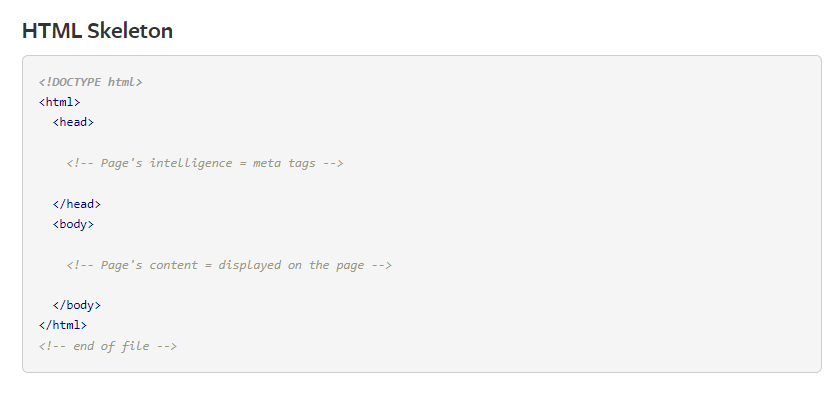 HTML Skeleton
<!DOCTYPE html>
<html>
<head>
<!-- Page's intelligence = meta tags -->
</head>
<body>
<!-- Page's content = displayed on the page -->
</body>
</html>
<!-- end of file -->